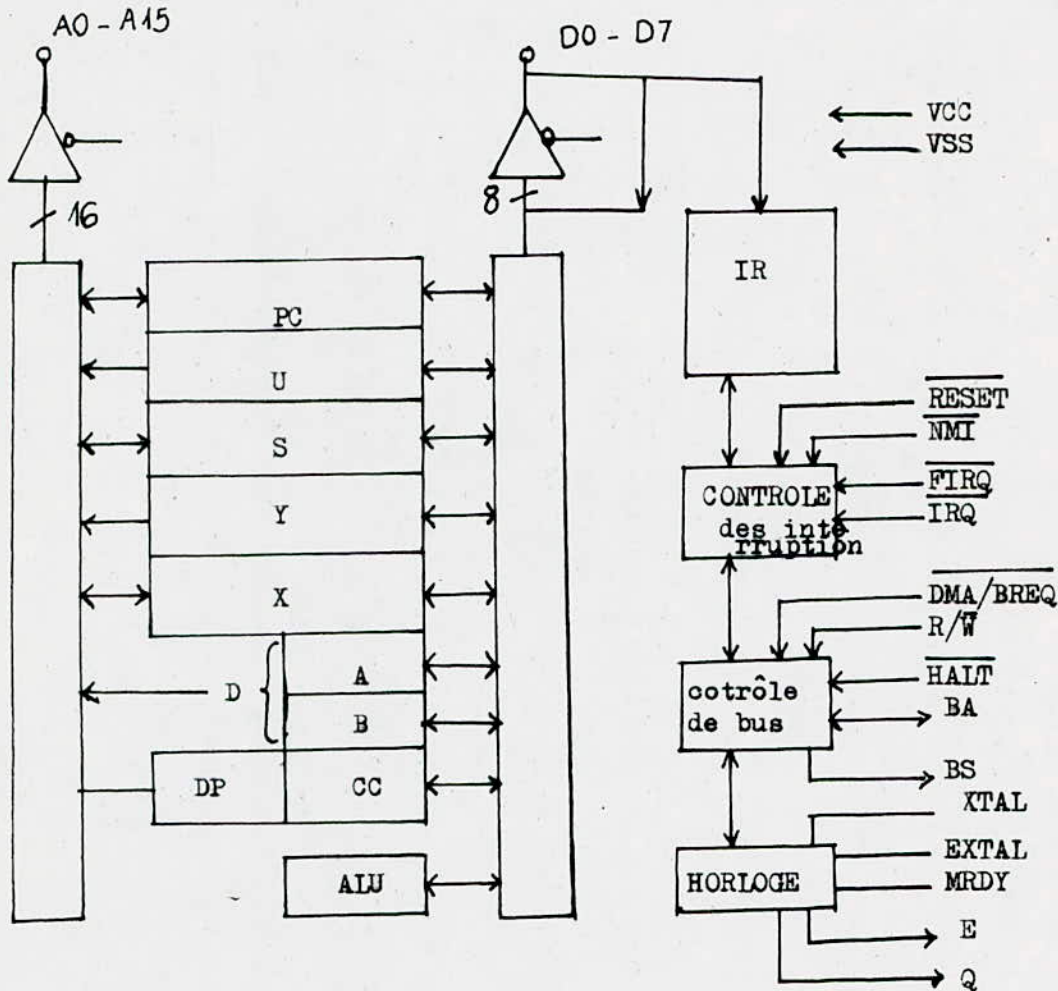 A0 - A15
D0 - D7
VCC
VSS
16
8
IR
PC
U
S
Y
X
D
A
B
DP
CC
ALU
RESET
NMI
FIRQ
IRQ
CONTROLE
des inte
rruption
DMA/BREQ
R/W
HALT
BA
cotrôle
de bus
BS
XTAL
EXTAL
MRDY
HORLOGE
E
Q